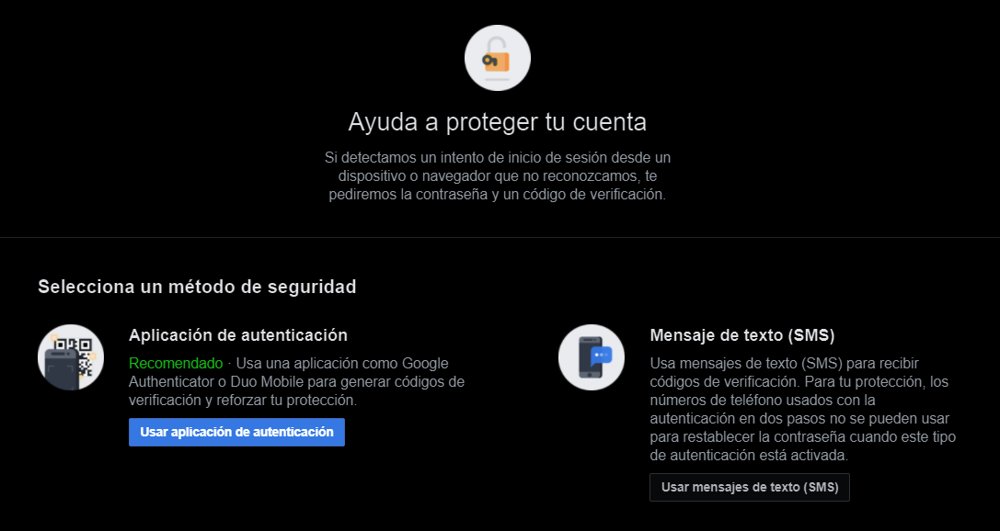 Ayuda a proteger tu cuenta
Si detectamos un intento de inicio de sesión desde un
dispositivo o navegador que no reconozcamos, te
pediremos la contraseña y un código de verificación.
Selecciona un método de seguridad
Aplicación de autenticación
Recomendado · Usa una aplicación como Google
Authenticator o Duo Mobile para generar códigos de
verificación y reforzar tu protección.
Usar aplicación de autenticación
Mensaje de texto (SMS)
Usa mensajes de texto (SMS) para recibir
códigos de verificación. Para tu protección, los
números de teléfono usados con la
autenticación en dos pasos no se pueden usar
para restablecer la contraseña cuando este tipo
de autenticación está activada.
Usar mensajes de texto (SMS)